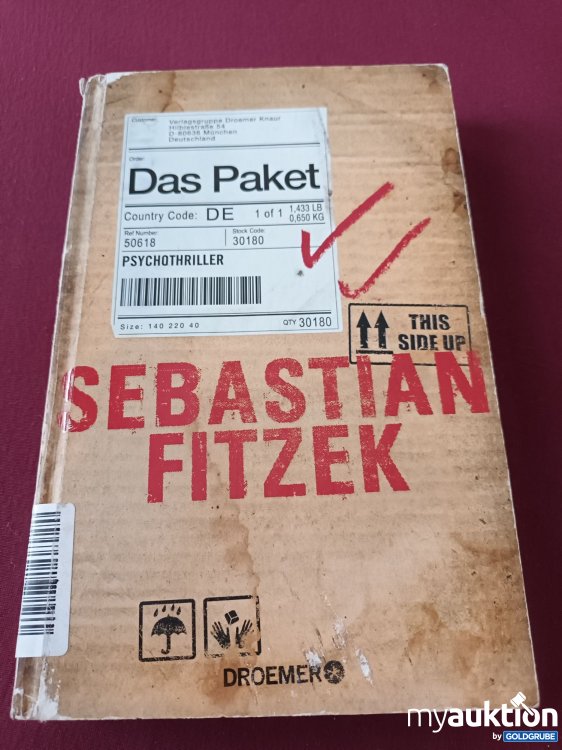 Customer:
Verlagsgruppe Droemer Knaur
Hilblestraße 54
D-80636 München
Deutschland
Order:
Das Paket
Country Code: DE 1 of 1 1,433 LB
0,650 KG
Ref Number: Stock Code:
50618 30180
PSYCHOTHRILLER
Size: 140 220 40 QTY 30180
THIS
SIDE UP
SEBASTIAN
FITZEK
DROEMER
myauktion
by GOLDGRUBE